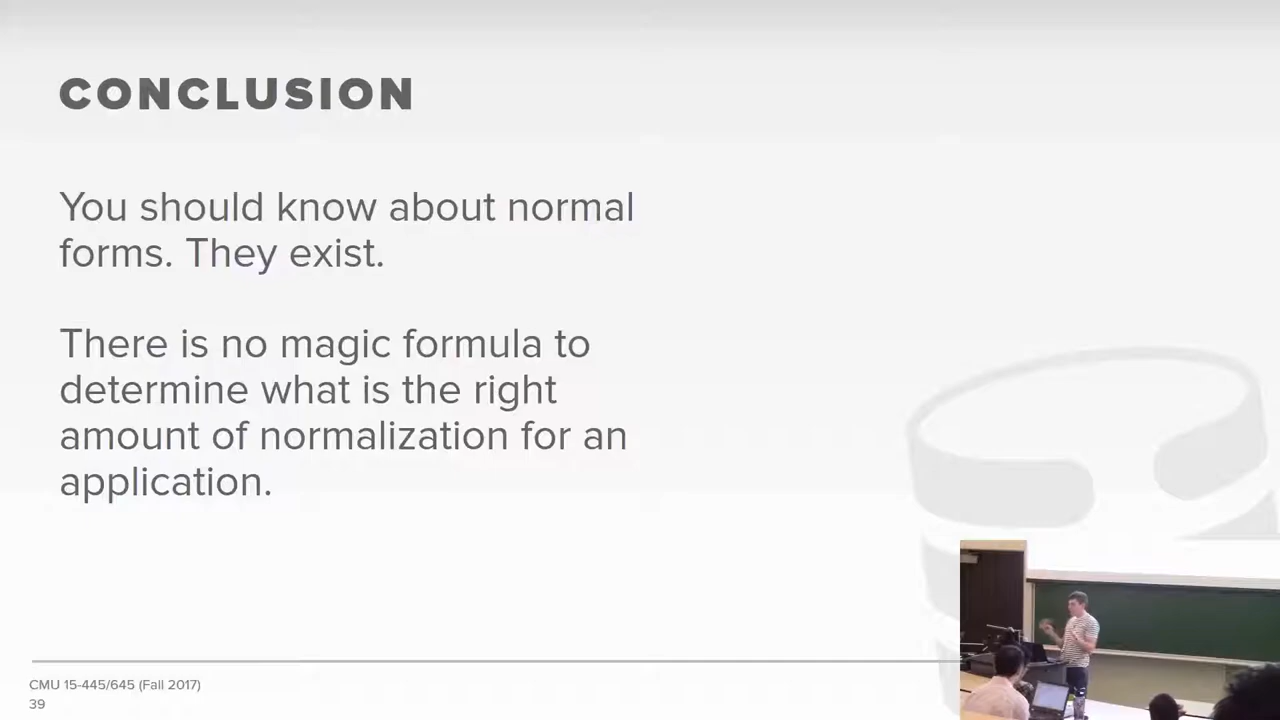 CONCLUSION
You should know about normal
forms. They exist.
There is no magic formula to
determine what is the right
amount of normalization for an
application.
CMU 15-445/645 (Fall 2017)
39